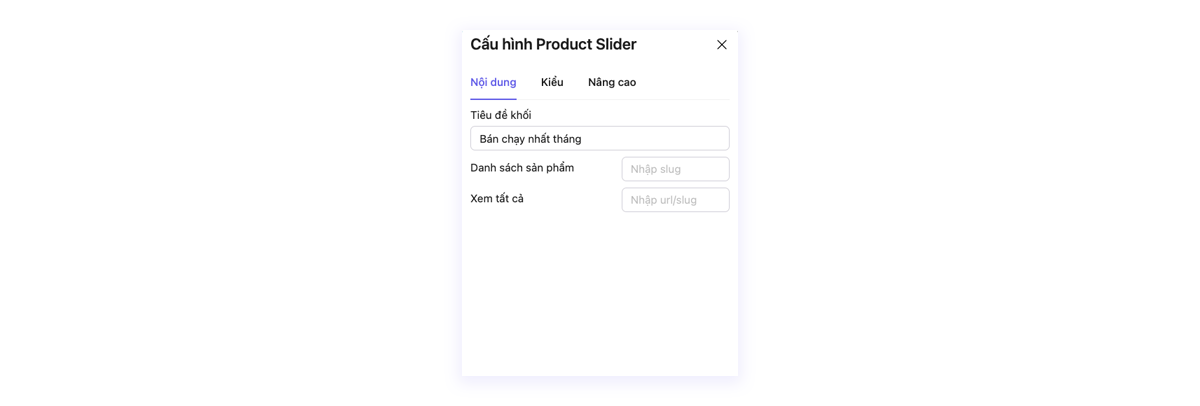 Cấu hình Product Slider
Nội dung Kiểu Nâng cao
Tiêu đề khối
Bán chạy nhất tháng
Danh sách sản phẩm Nhập slug
Xem tất cả Nhập url/slug